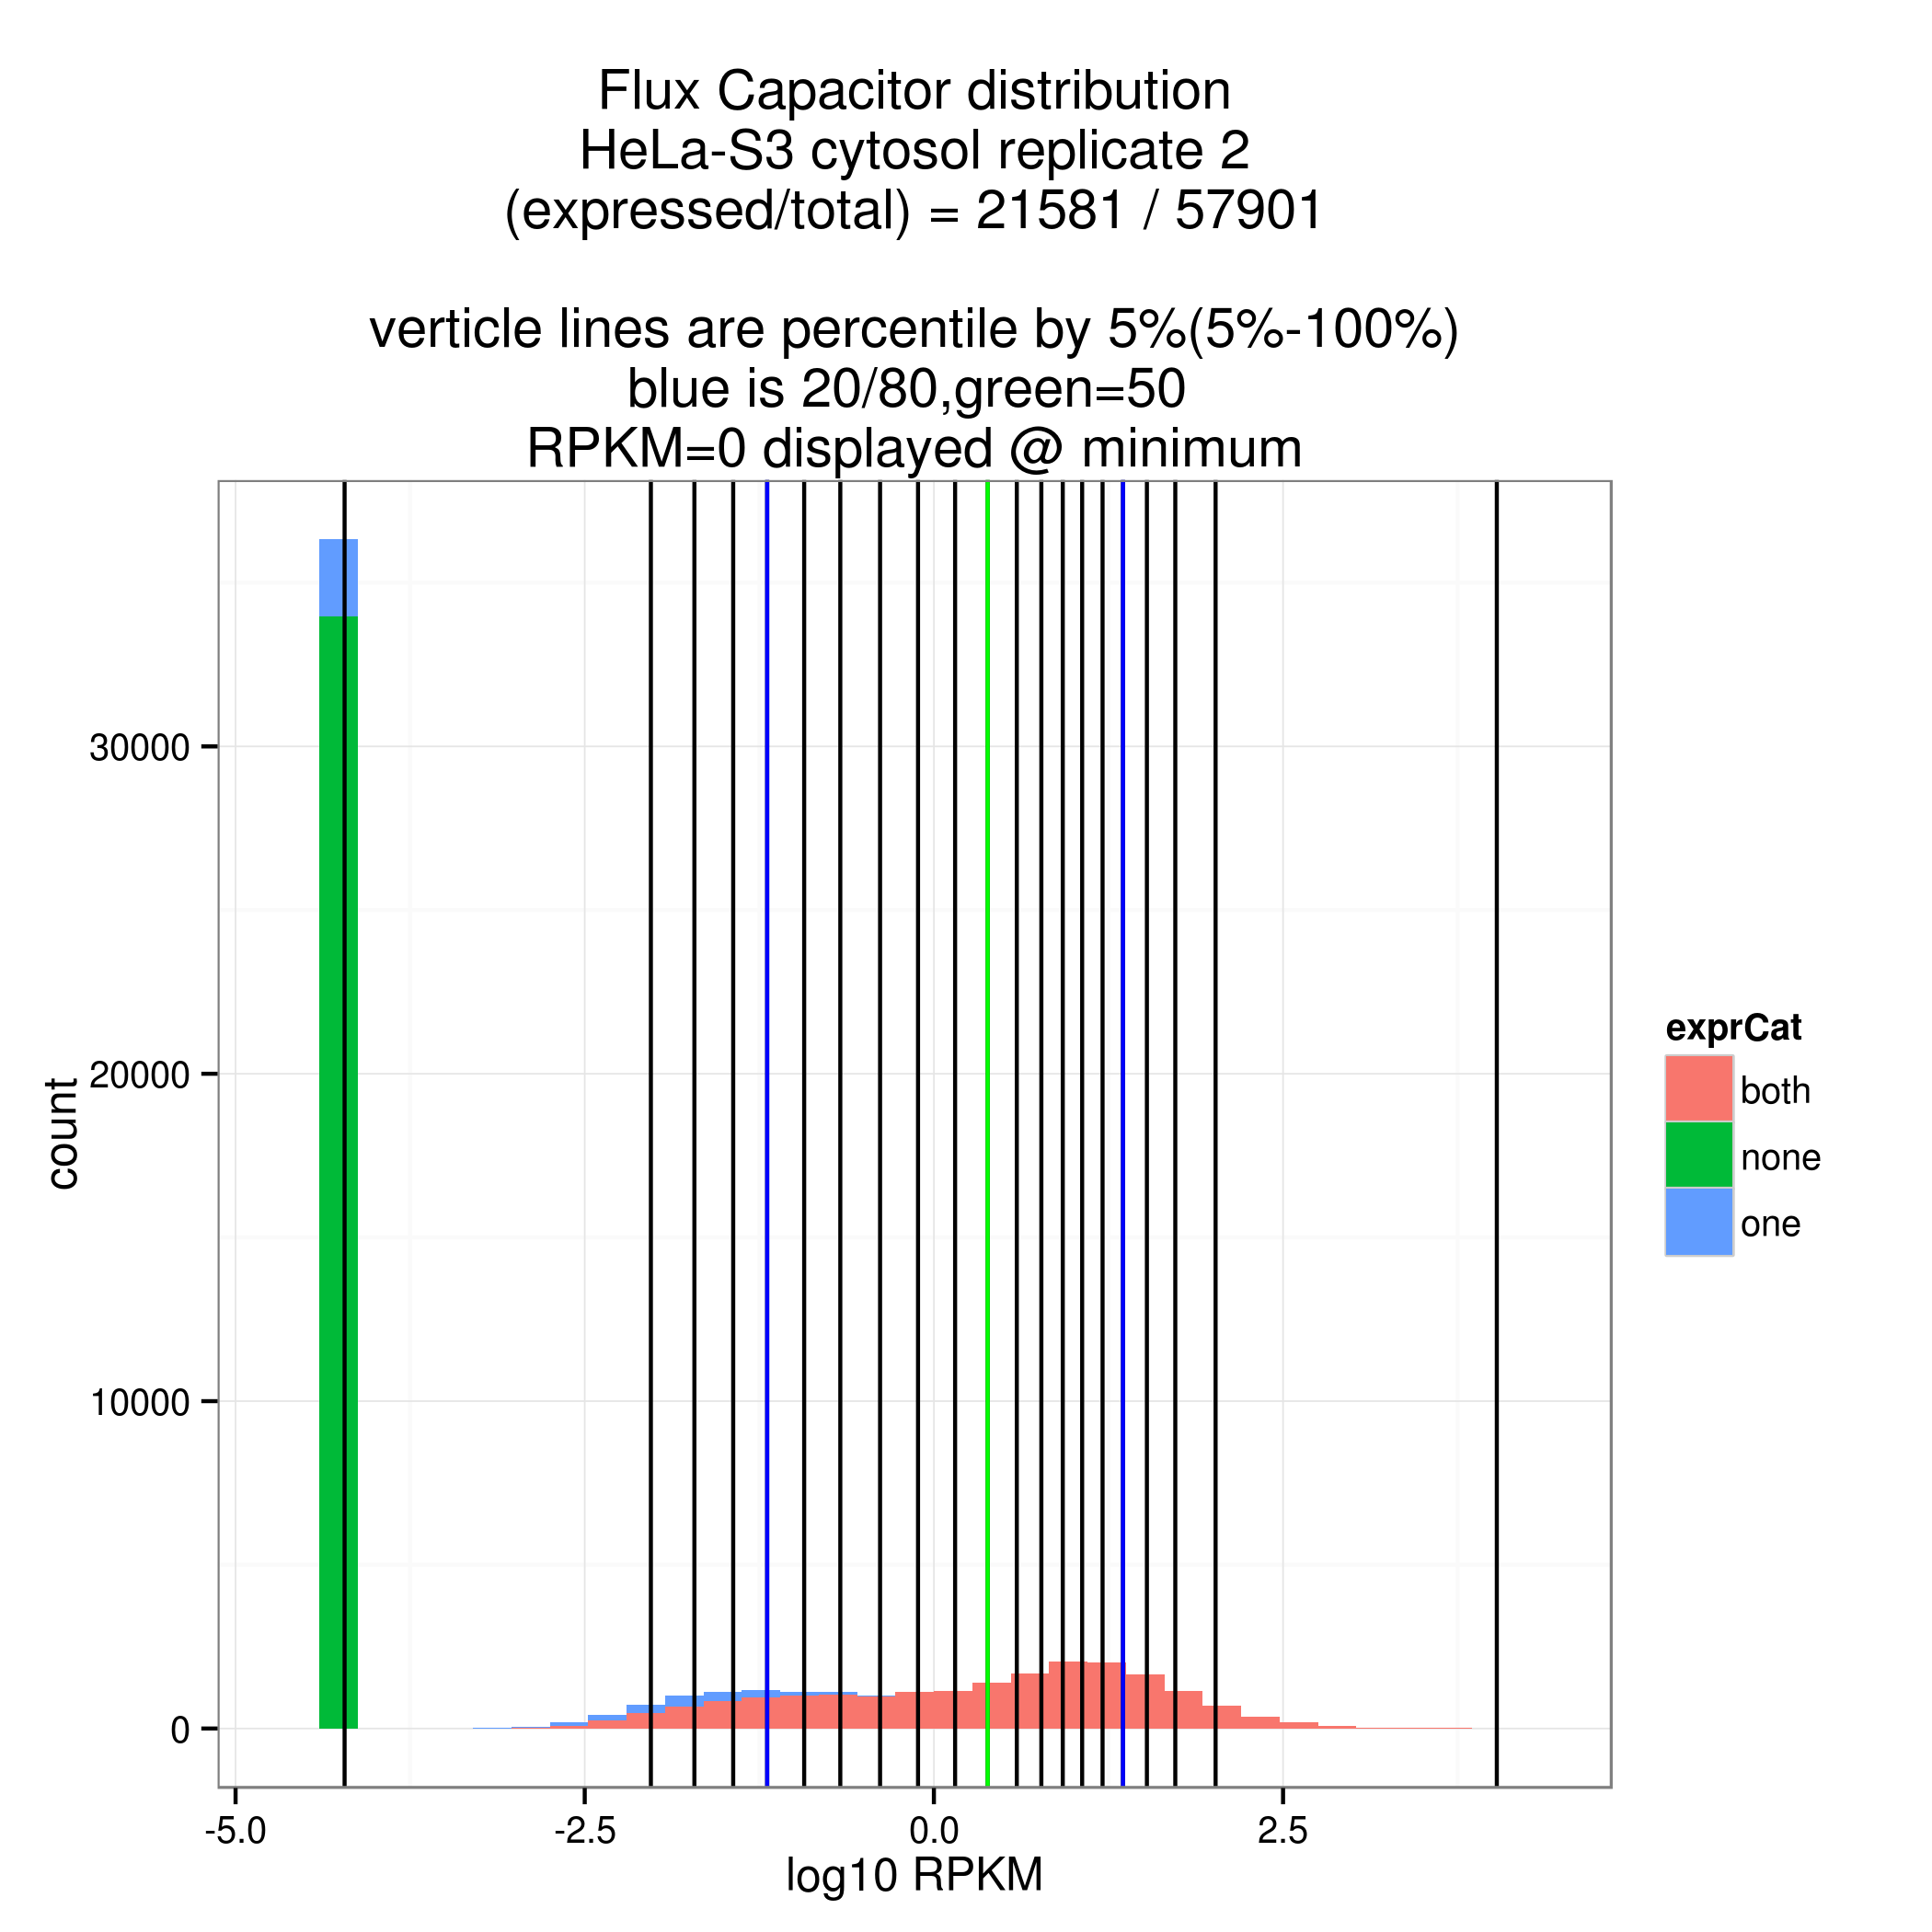 Flux Capacitor distribution
HeLa-S3 cytosol replicate 2
(expressed/total) = 21581 / 57901
verticle lines are percentile by 5%(5%-100%)
blue is 20/80,green=50
RPKM=0 displayed @ minimum
30000
20000
10000
0
count
-5.0
-2.5
0.0
2.5
log10 RPKM
exprCat
both
none
one